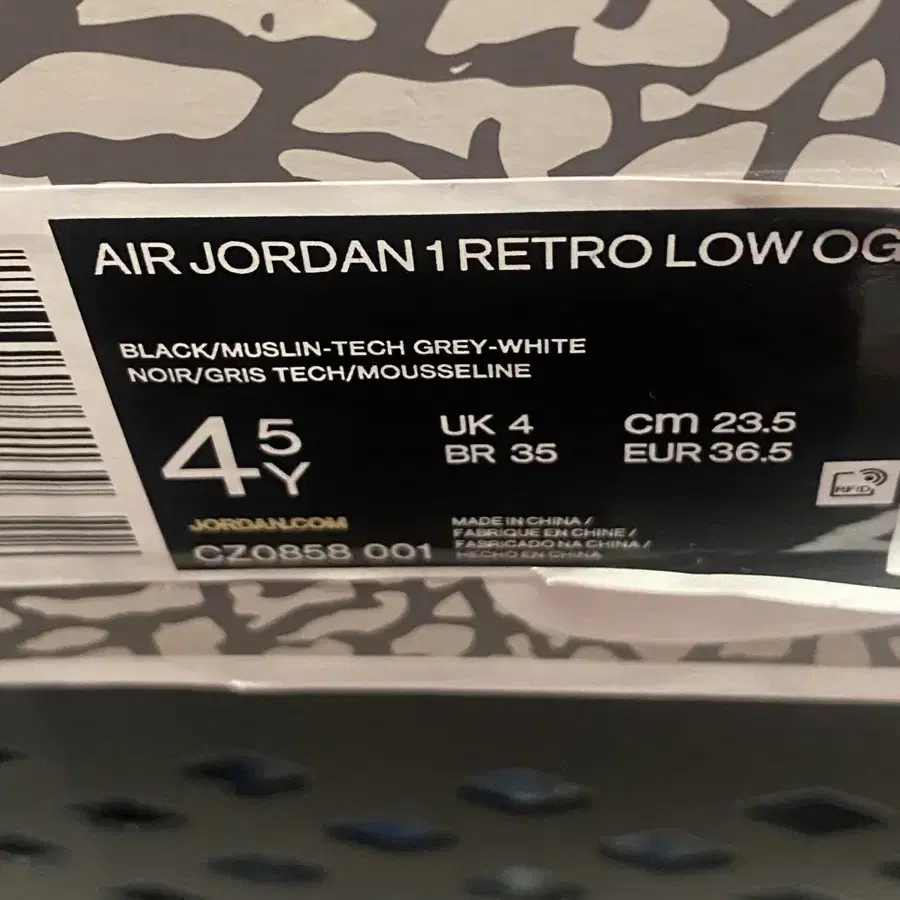 AIR JORDAN 1 RETRO LOW OG
BLACK/MUSLIN-TECH GREY-WHITE
NOIR/GRIS TECH/MOUSSELINE
4 5Y
UK 4
BR 35
cm 23.5
EUR 36.5
RFID
JORDAN.COM
CZ0858 001
MADE IN CHINA /
FABRIQUE EN CHINE /
FABRICADO NA CHINA /
HECHO EN CHINA